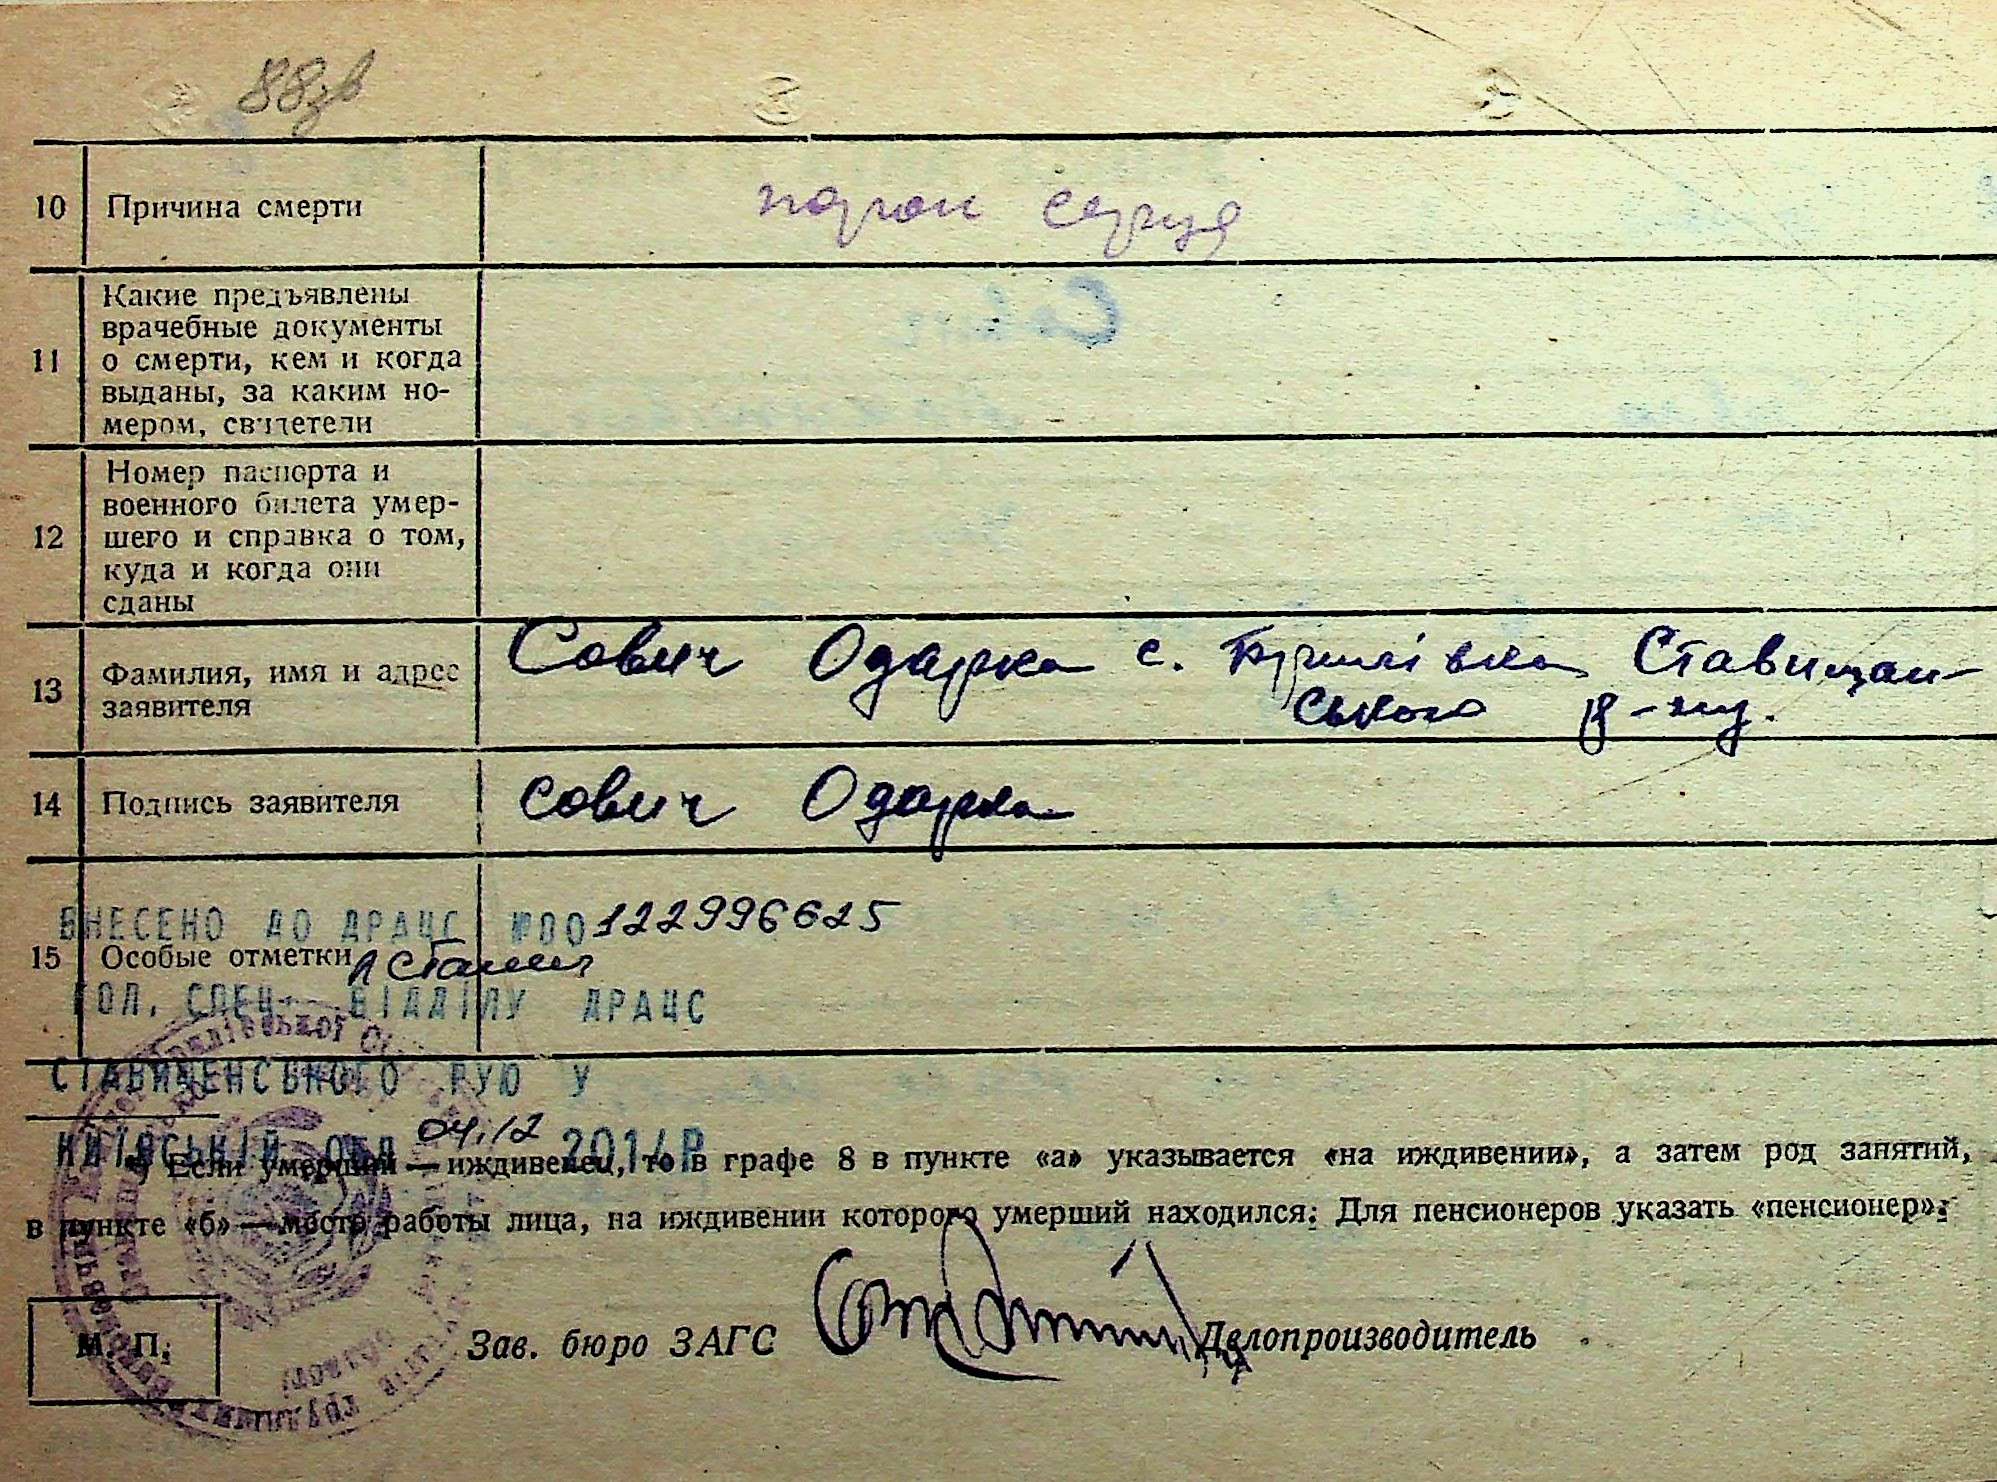 88зв
10 Причина смерти порок серця
11 Какие предъявлены
врачебные документы
о смерти, кем и когда
выданы, за каким но-
мером, свидетели
12 Номер паспорта и
военного билета умер-
шего и справка о том,
куда и когда они
сданы
13 Фамилия, имя и адрес
заявителя
Сович Одарка с. Ставищан-
ського р-ну.
14 Подпись заявителя Сович Одарка
ВНЕСЕНО ДО ДРАЦС №00122996625
15 Особые отметки
ГОЛ. СПЕЦ. ВІДДІЛУ ДРАЦС
СТАВИЩЕНСЬКОГО РУЮ У
КИЇВСЬКІЙ ОБЛ 04.12 2014Р
*) Если умерший — иждивенец, то в графе 8 в пункте «а» указывается «на иждивении», а затем род занятий,
в пункте «б» — место работы лица, на иждивении которого умерший находился. Для пенсионеров указать «пенсионер».
М. П.
Зав. бюро ЗАГС Делопроизводитель